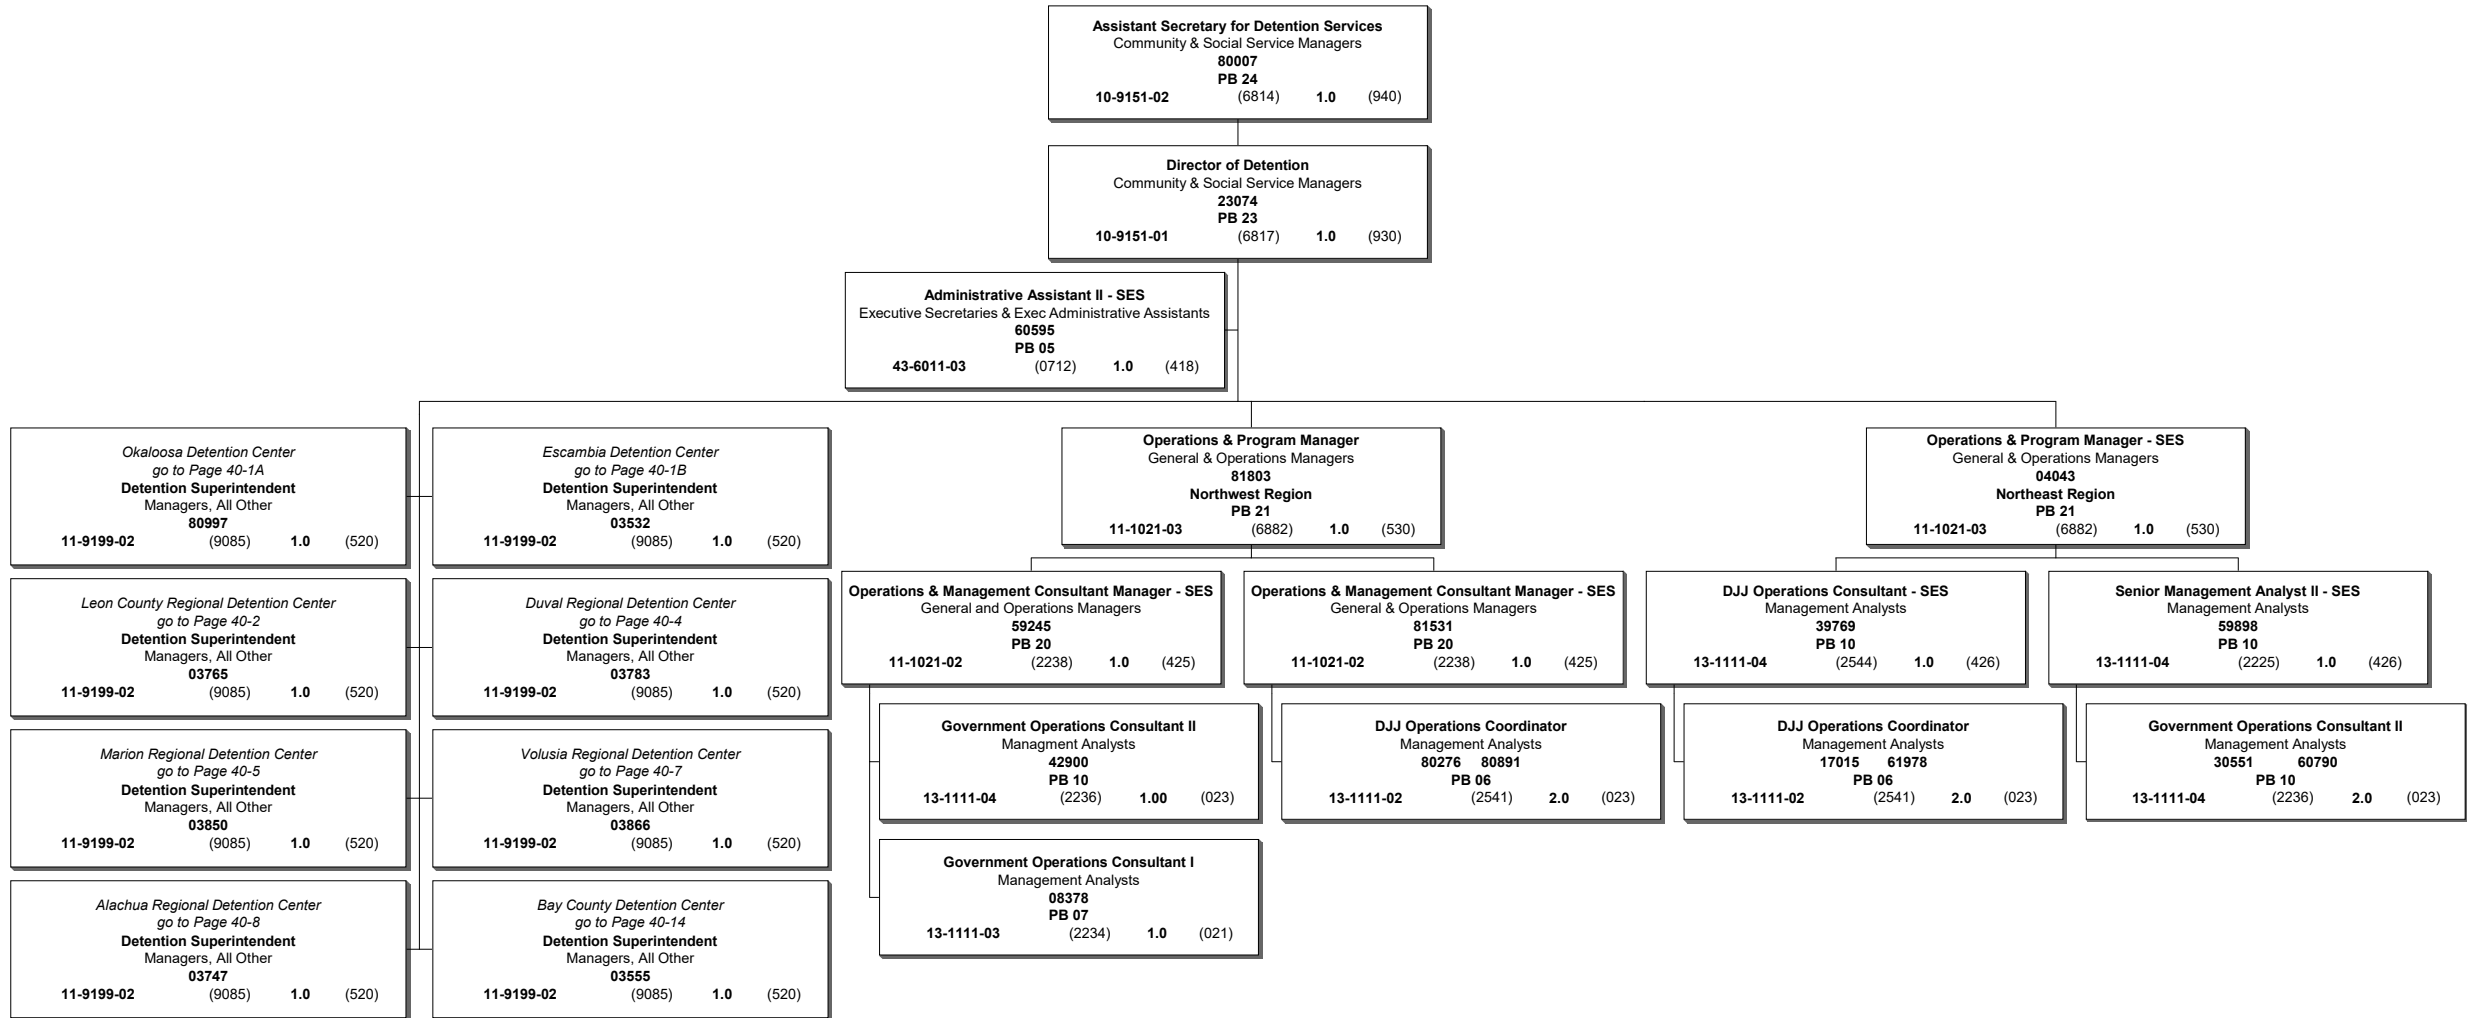 Assistant Secretary for Detention Services
Community & Social Service Managers
80007
PB 24
10-9151-02 (6814) 1.0 (940)
Director of Detention
Community & Social Service Managers
23074
PB 23
10-9151-01 (6817) 1.0 (930)
Administrative Assistant II - SES
Executive Secretaries & Exec Administrative Assistants
60595
PB 05
43-6011-03 (0712) 1.0 (418)
Okaloosa Detention Center
go to Page 40-1A
Detention Superintendent
Managers, All Other
80997
11-9199-02 (9085) 1.0 (520)
Escambia Detention Center
go to Page 40-1B
Detention Superintendent
Managers, All Other
03532
11-9199-02 (9085) 1.0 (520)
Leon County Regional Detention Center
go to Page 40-2
Detention Superintendent
Managers, All Other
03765
11-9199-02 (9085) 1.0 (520)
Duval Regional Detention Center
go to Page 40-4
Detention Superintendent
Managers, All Other
03783
11-9199-02 (9085) 1.0 (520)
Marion Regional Detention Center
go to Page 40-5
Detention Superintendent
Managers, All Other
03850
11-9199-02 (9085) 1.0 (520)
Volusia Regional Detention Center
go to Page 40-7
Detention Superintendent
Managers, All Other
03866
11-9199-02 (9085) 1.0 (520)
Alachua Regional Detention Center
go to Page 40-8
Detention Superintendent
Managers, All Other
03747
11-9199-02 (9085) 1.0 (520)
Bay County Detention Center
go to Page 40-14
Detention Superintendent
Managers, All Other
03555
11-9199-02 (9085) 1.0 (520)
Operations & Program Manager
General & Operations Managers
81803
Northwest Region
PB 21
11-1021-03 (6882) 1.0 (530)
Operations & Management Consultant Manager - SES
General and Operations Managers
59245
PB 20
11-1021-02 (2238) 1.0 (425)
Government Operations Consultant II
Managment Analysts
42900
PB 10
13-1111-04 (2236) 1.00 (023)
Government Operations Consultant I
Management Analysts
08378
PB 07
13-1111-03 (2234) 1.0 (021)
Operations & Management Consultant Manager - SES
General & Operations Managers
81531
PB 20
11-1021-02 (2238) 1.0 (425)
DJJ Operations Coordinator
Management Analysts
80276 80891
PB 06
13-1111-02 (2541) 2.0 (023)
Operations & Program Manager - SES
General & Operations Managers
04043
Northeast Region
PB 21
11-1021-03 (6882) 1.0 (530)
DJJ Operations Consultant - SES
Management Analysts
39769
PB 10
13-1111-04 (2544) 1.0 (426)
DJJ Operations Coordinator
Management Analysts
17015 61978
PB 06
13-1111-02 (2541) 2.0 (023)
Senior Management Analyst II - SES
Management Analysts
59898
PB 10
13-1111-04 (2225) 1.0 (426)
Government Operations Consultant II
Management Analysts
30551 60790
PB 10
13-1111-04 (2236) 2.0 (023)